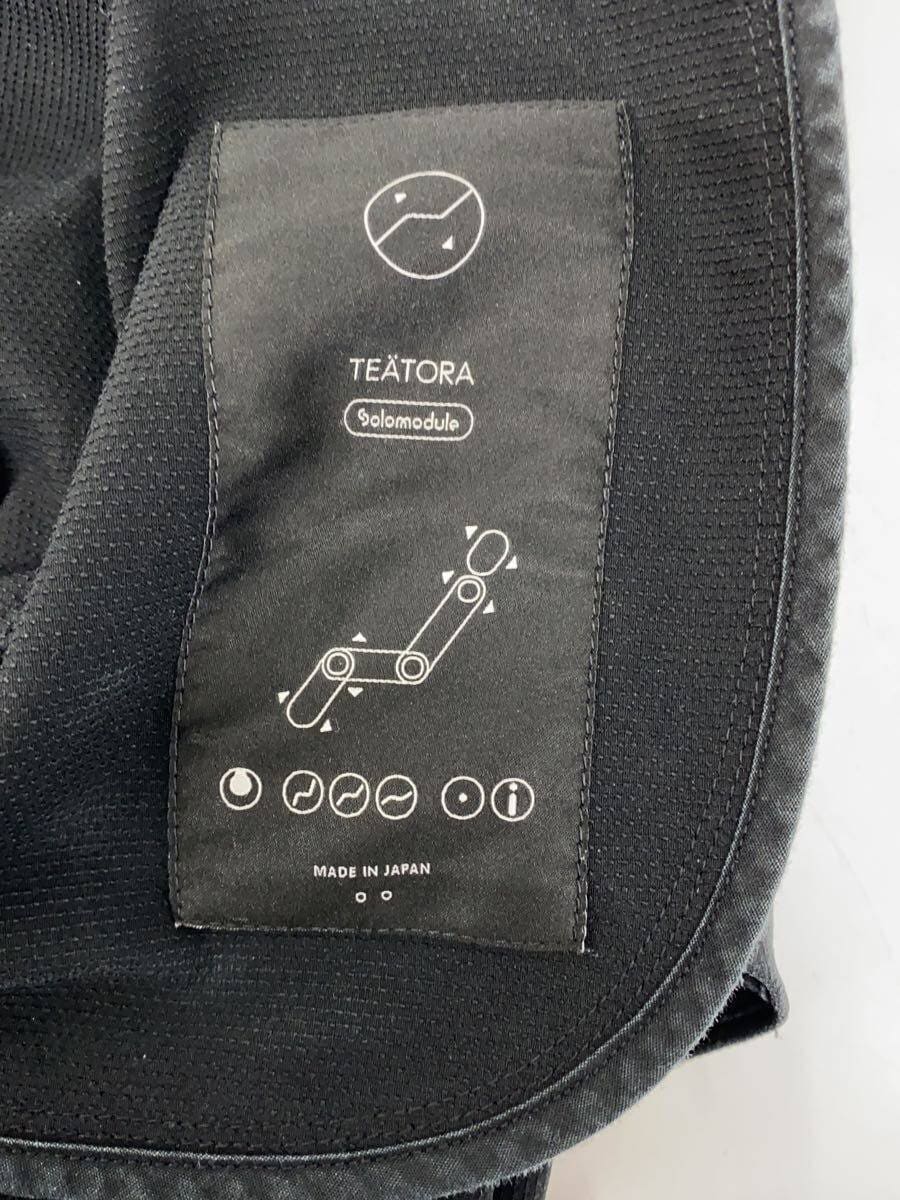 TEÄTORA
Solomodule
i
MADE IN JAPAN